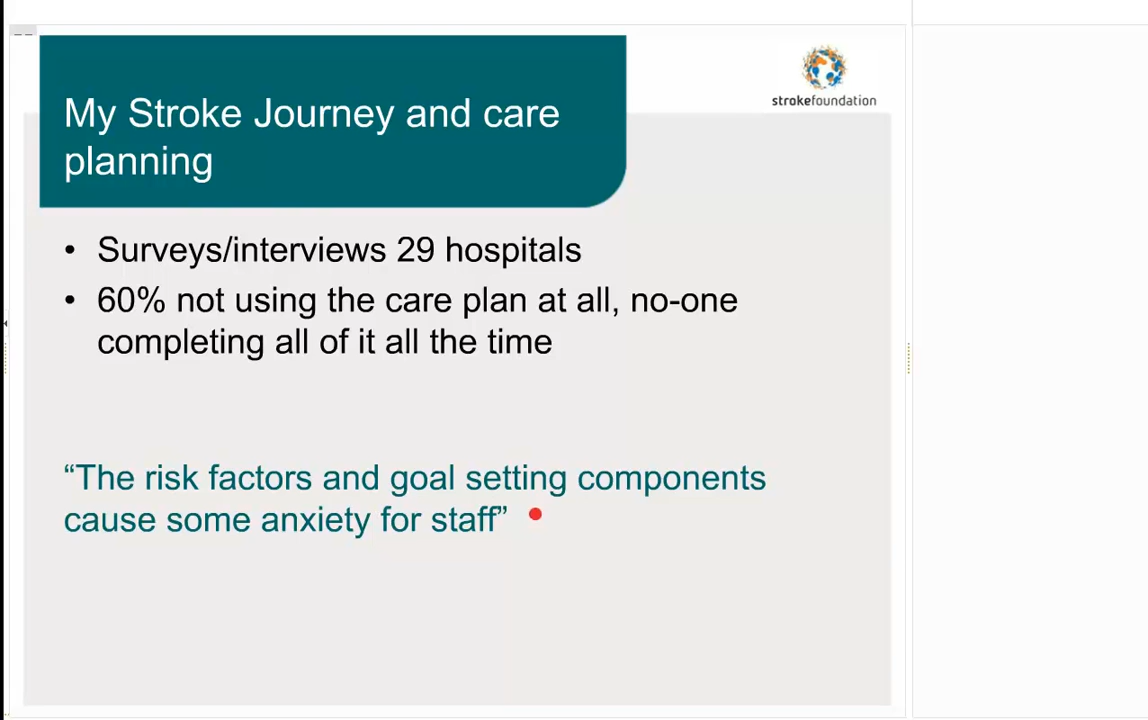 My Stroke Journey and care
planning
strokefoundation
• Surveys/interviews 29 hospitals
• 60% not using the care plan at all, no-one
completing all of it all the time
“The risk factors and goal setting components
cause some anxiety for staff”